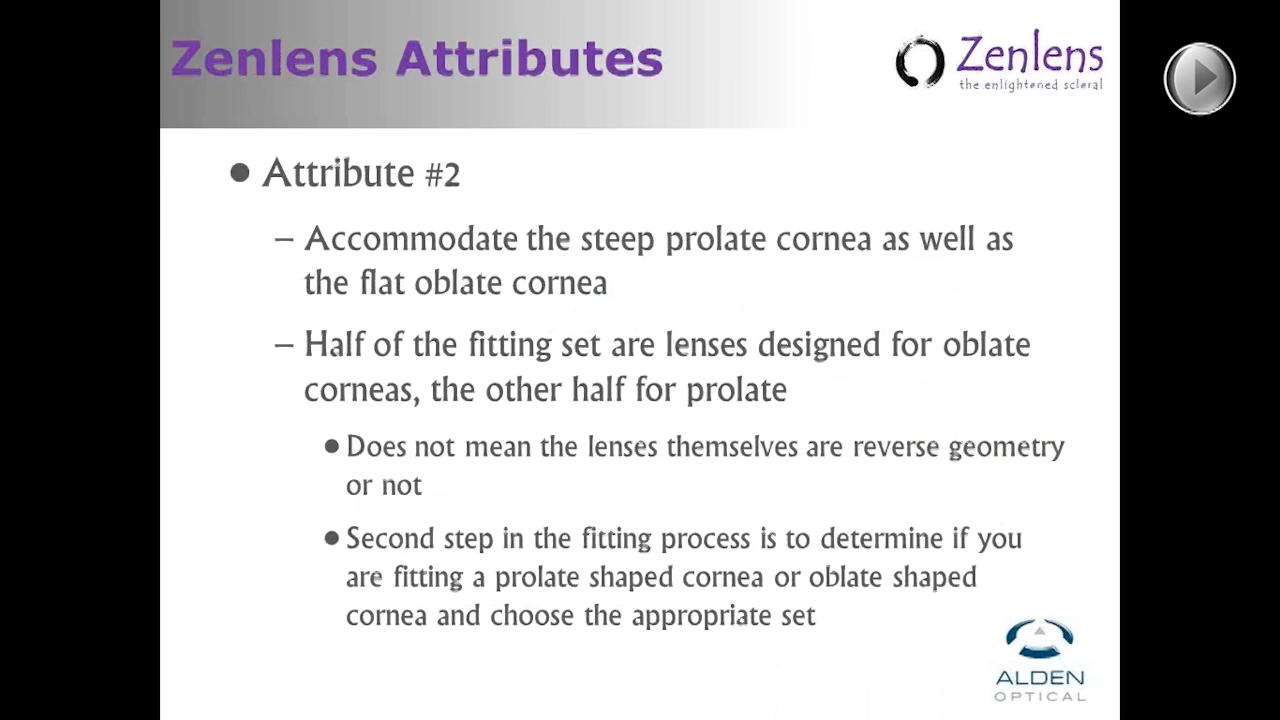 Zenlens Attributes
Zenlens
the enlightened scleral
• Attribute #2
– Accommodate the steep prolate cornea as well as
the flat oblate cornea
– Half of the fitting set are lenses designed for oblate
corneas, the other half for prolate
• Does not mean the lenses themselves are reverse geometry
or not
• Second step in the fitting process is to determine if you
are fitting a prolate shaped cornea or oblate shaped
cornea and choose the appropriate set
ALDEN
OPTICAL